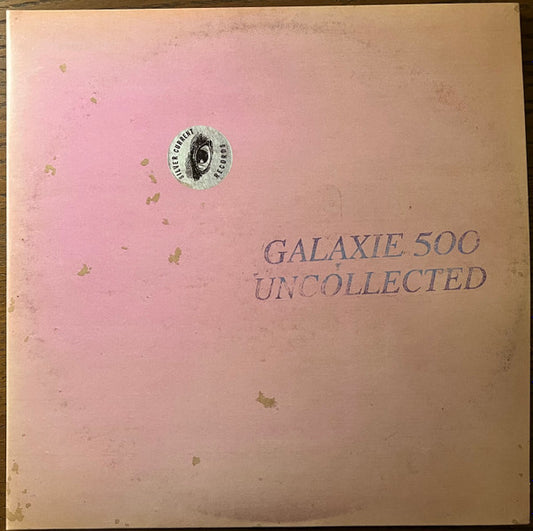 SILVER CURRENT
RECORDS
GALAXIE 500
UNCOLLECTED